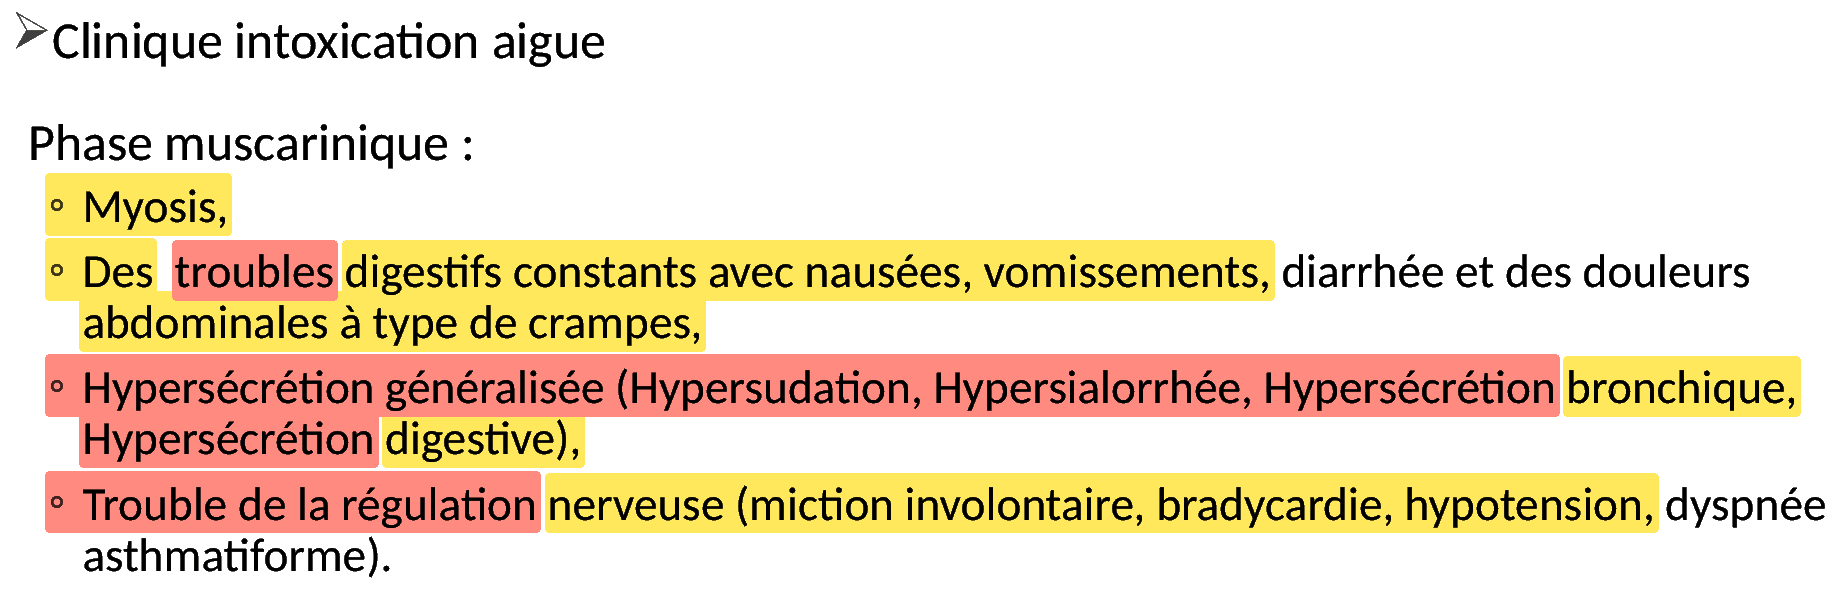 ➢Clinique intoxication aigue
Phase muscarinique :
◦ Myosis,
◦ Des troubles digestifs constants avec nausées, vomissements, diarrhée et des douleurs
abdominales à type de crampes,
◦ Hypersécrétion généralisée (Hypersudation, Hypersialorrhée, Hypersécrétion bronchique,
Hypersécrétion digestive),
◦ Trouble de la régulation nerveuse (miction involontaire, bradycardie, hypotension, dyspnée
asthmatiforme).